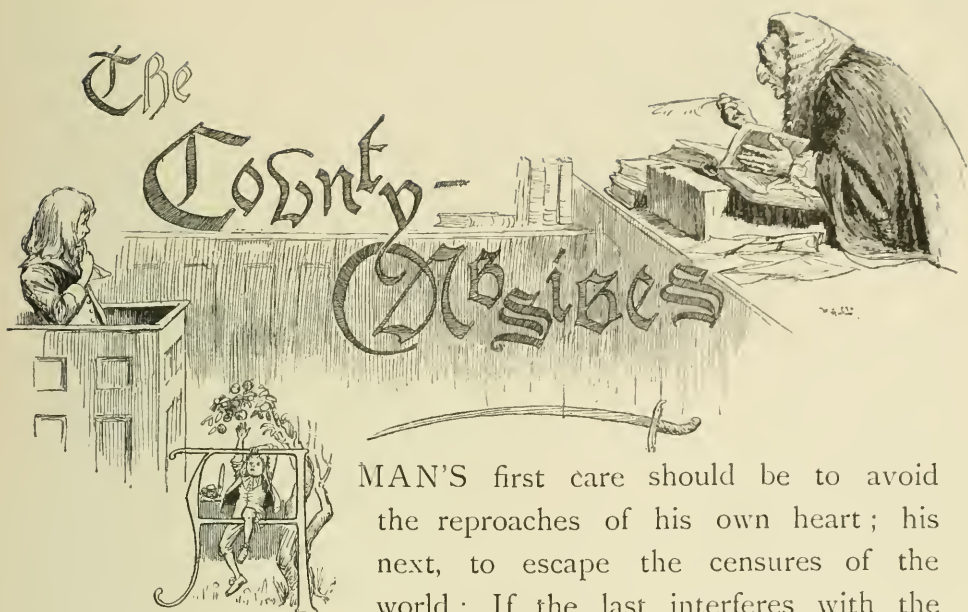 The
County-
Assizes
A MAN'S first care should be to avoid
the reproaches of his own heart ; his
next, to escape the censures of the
world : If the last interferes with the